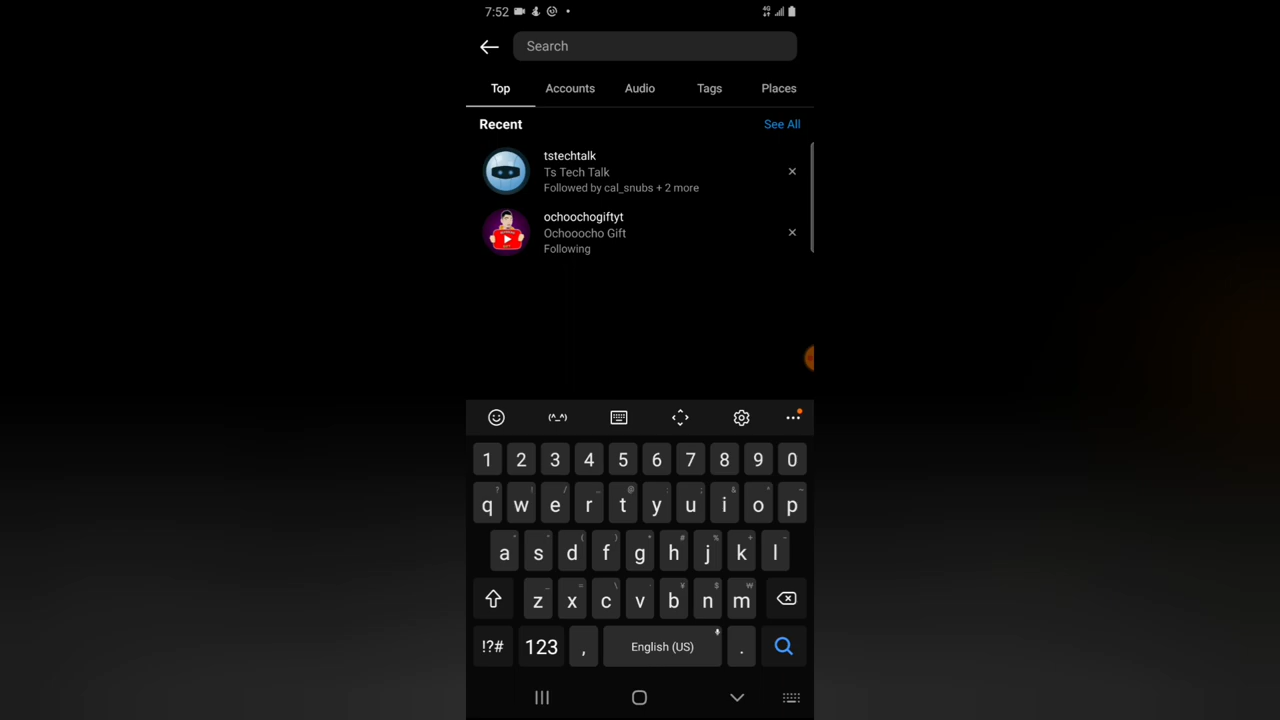 7:52
4G
Search
Top Accounts Audio Tags Places
Recent See All
tstechtalk
Ts Tech Talk
Followed by cal_snubs + 2 more
ochoochogiftyt
Ochooocho Gift
Following
(^_^)
1 2 3 4 5 6 7 8 9 0
q w e r t y u i o p
a s d f g h j k l
z x c v b n m
!?# 123 , English (US) .